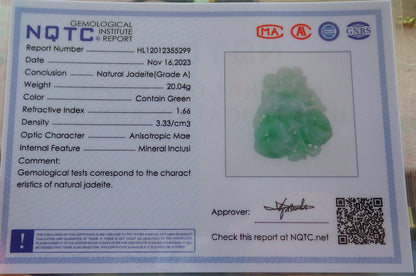 NQTC GEMOLOGICAL INSTITUTE ® REPORT
MA
GNRS
Report Number HL12012355299
Date Nov 16,2023
Conclusion Natural Jadeite(Grade A)
Weight 20.04g
Color Contain Green
Refractive Index 1.66
Density 3.33/cm3
Optic Character Anisotropic Mae
Internal Feature Mineral Inclusi
Comment:
Gemological tests correspond to the charact
eristics of natural jadeite.
Approver:
Check this report at NQTC.net